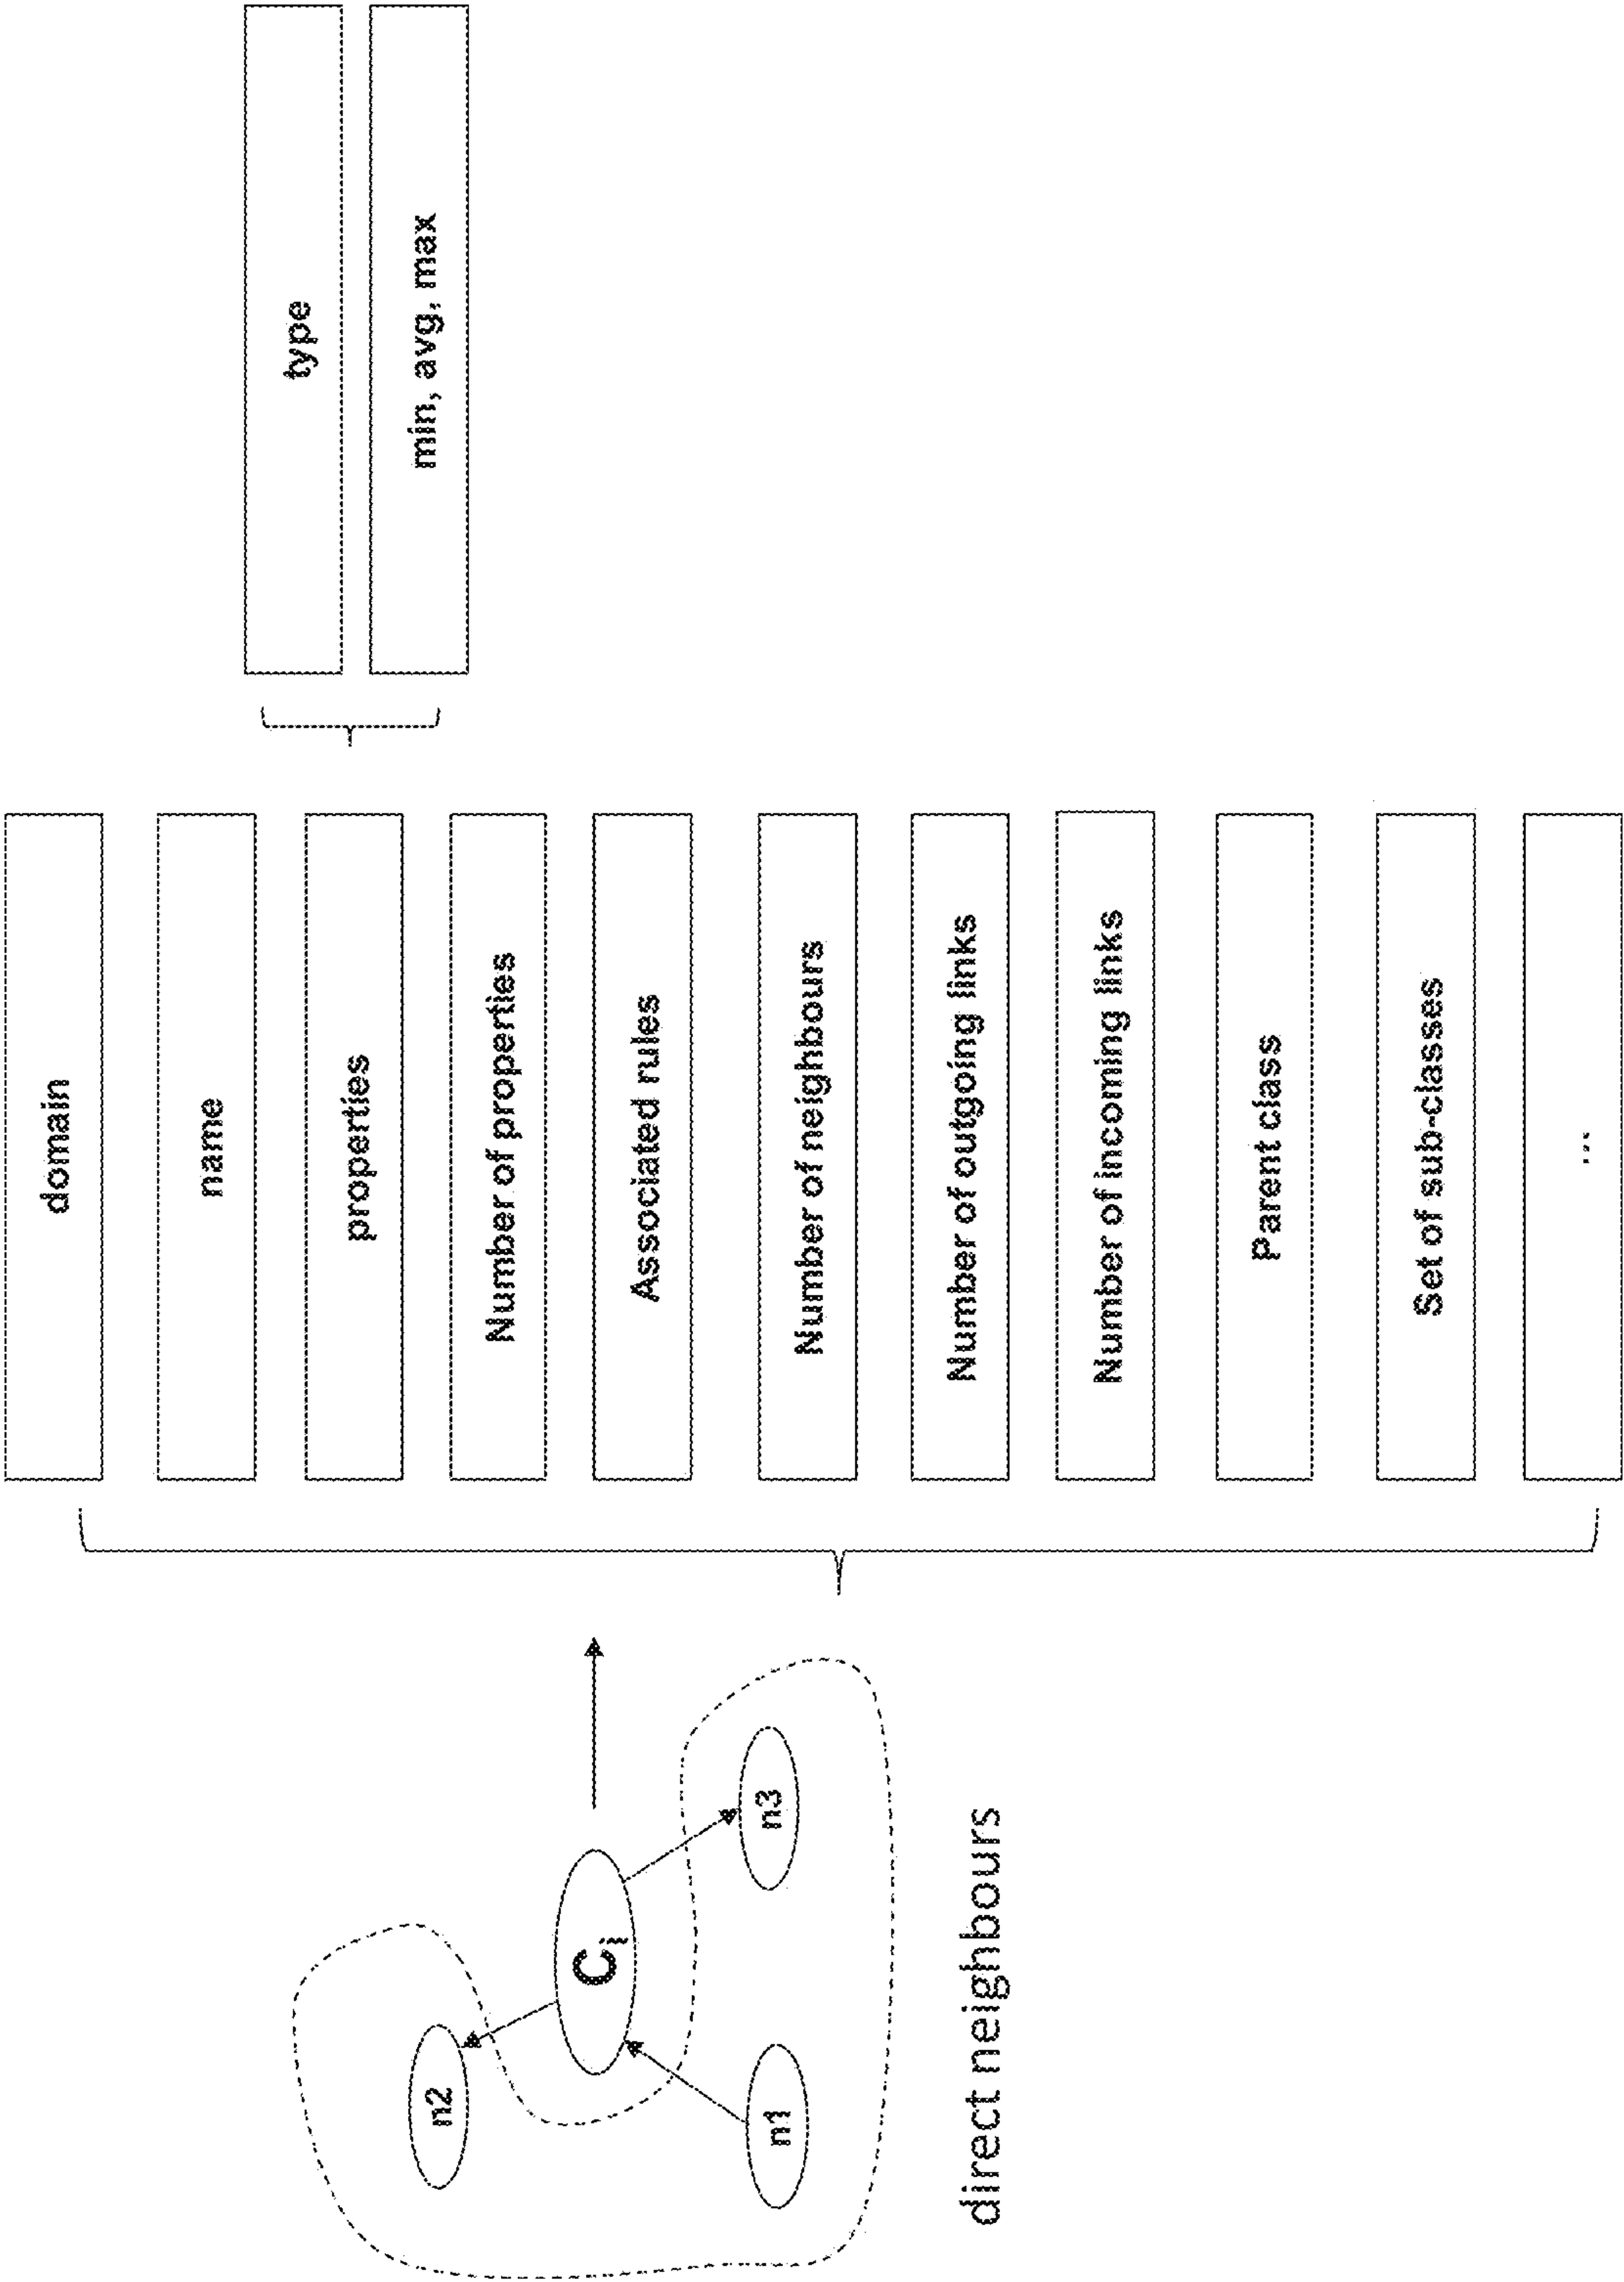 domain
name
properties
Number of properties
Associated rules
Number of neighbours
Number of outgoing links
Number of incoming links
Parent class
Set of sub-classes
...
type
min, avg, max
n2
Ci
n1
n3
direct neighbours